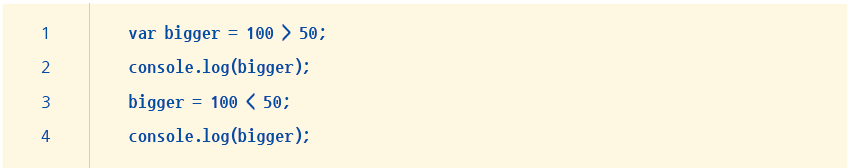 1 var bigger = 100 > 50;
2 console.log(bigger);
3 bigger = 100 < 50;
4 console.log(bigger);